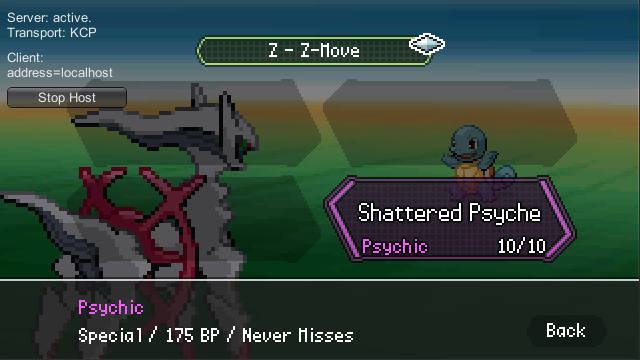 Server: active.
Transport: KCP
Client:
address=localhost
Stop Host
Z - Z-Move
Shattered Psyche
Psychic 10/10
Psychic
Special / 175 BP / Never Misses
Back